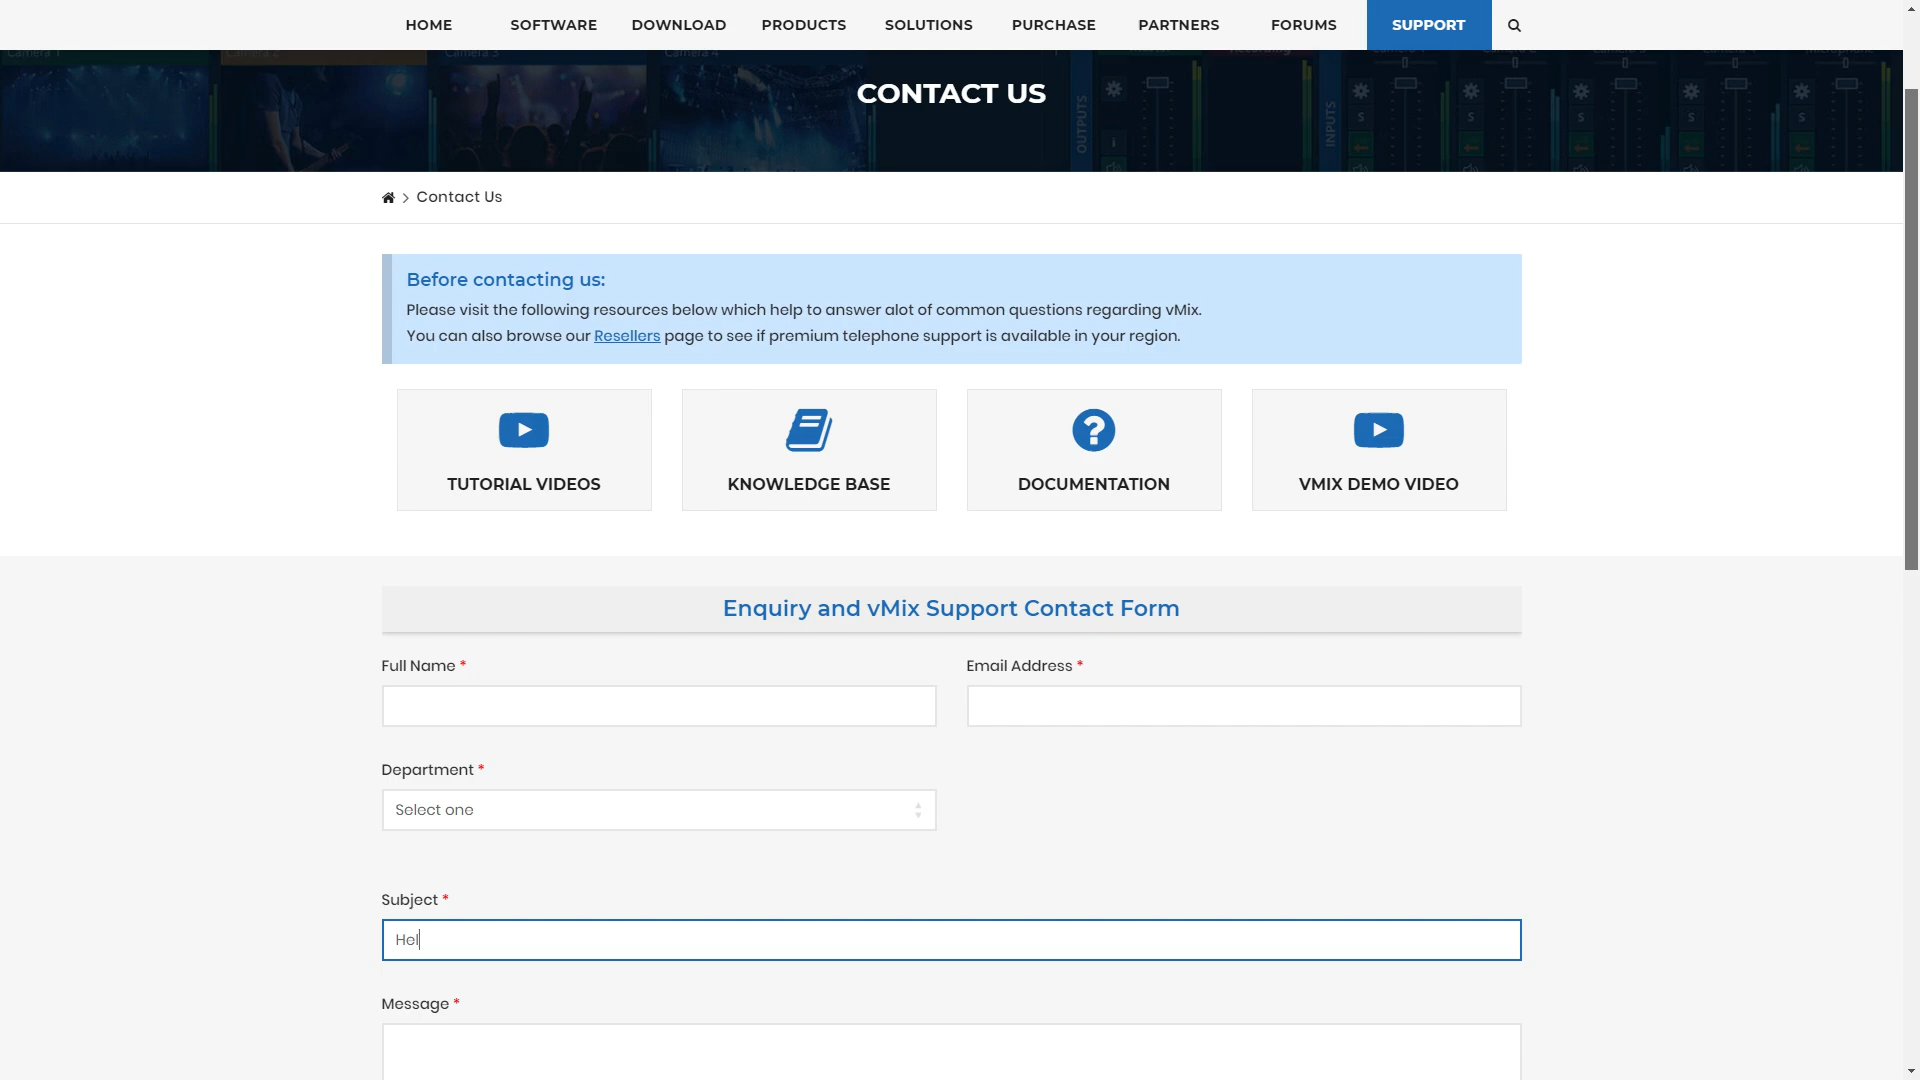 HOME SOFTWARE DOWNLOAD PRODUCTS SOLUTIONS PURCHASE PARTNERS FORUMS SUPPORT
CONTACT US
OUTPUTS
INPUTS
S S S S S
Contact Us
Before contacting us:
Please visit the following resources below which help to answer alot of common questions regarding vMix.
You can also browse our Resellers page to see if premium telephone support is available in your region.
TUTORIAL VIDEOS KNOWLEDGE BASE DOCUMENTATION VMIX DEMO VIDEO
Enquiry and vMix Support Contact Form
Full Name * Email Address *
Department *
Select one
Subject *
Hel
Message *